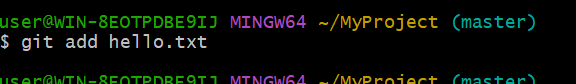 user@WIN-8EOTPDBE9IJ MINGW64 ~/MyProject (master)
$ git add hello.txt
user@WIN-8EOTPDBE9IJ MINGW64 ~/MyProject (master)